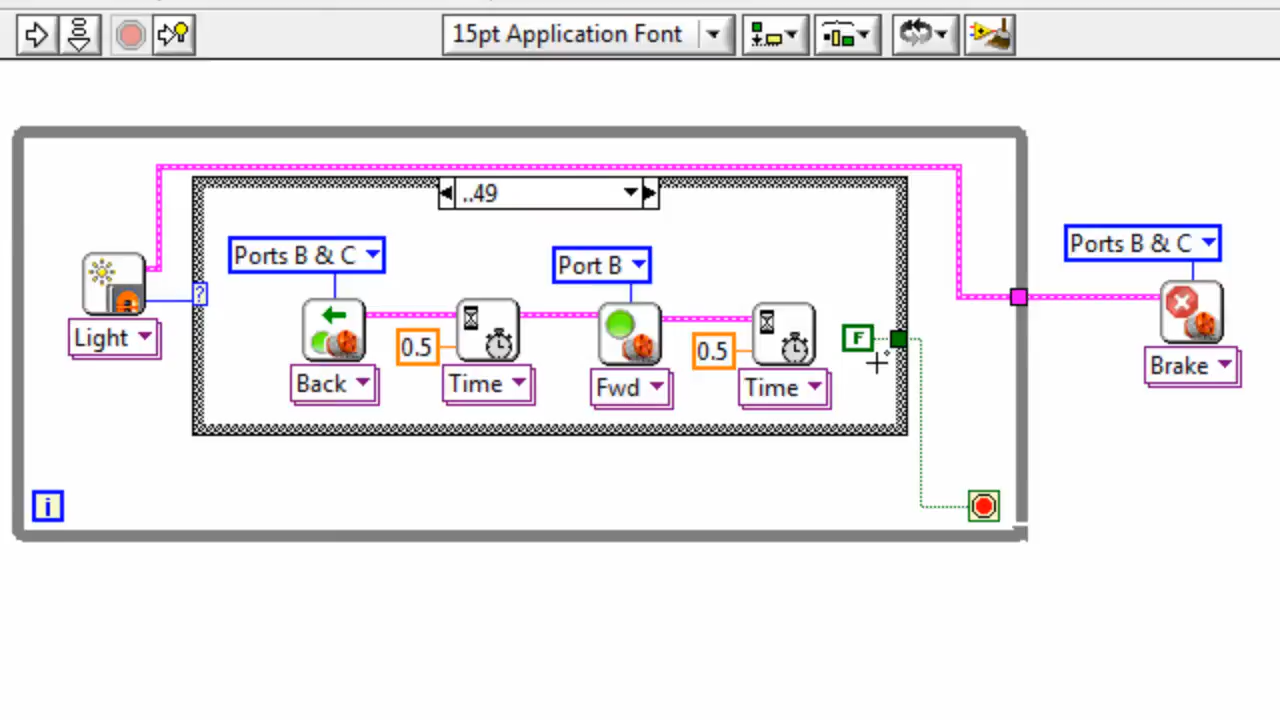 15pt Application Font
..49
Ports B & C
Port B
Ports B & C
Light
?
0.5
0.5
F
Back
Time
Fwd
Time
Brake
i